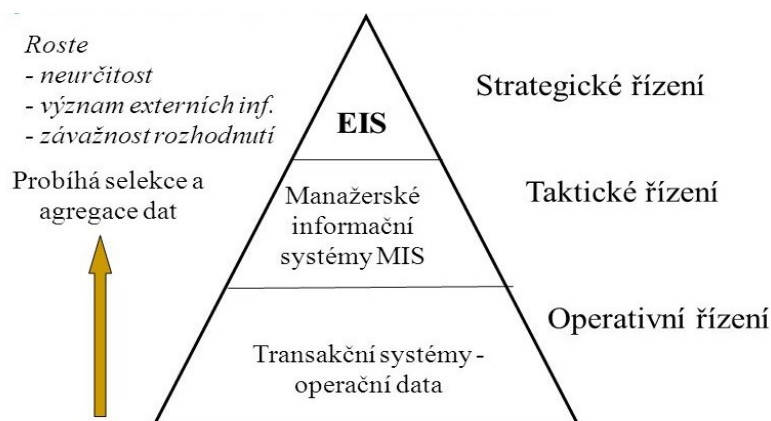 Roste
- neurčitost
- význam externích inf.
- závažnost rozhodnutí
Probíhá selekce a
agregace dat
EIS
Strategické řízení
Manažerské
informační
systémy MIS
Taktické řízení
Transakční systémy -
operační data
Operativní řízení